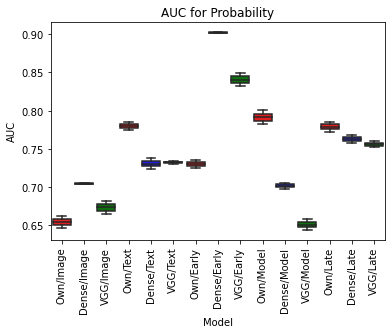 AUC for Probability
AUC
0.90
0.85
0.80
0.75
0.70
0.65
Own/Image
Dense/Image
VGG/Image
Own/Text
Dense/Text
VGG/Text
Own/Early
Dense/Early
VGG/Early
Own/Model
Dense/Model
VGG/Model
Own/Late
Dense/Late
VGG/Late
Model